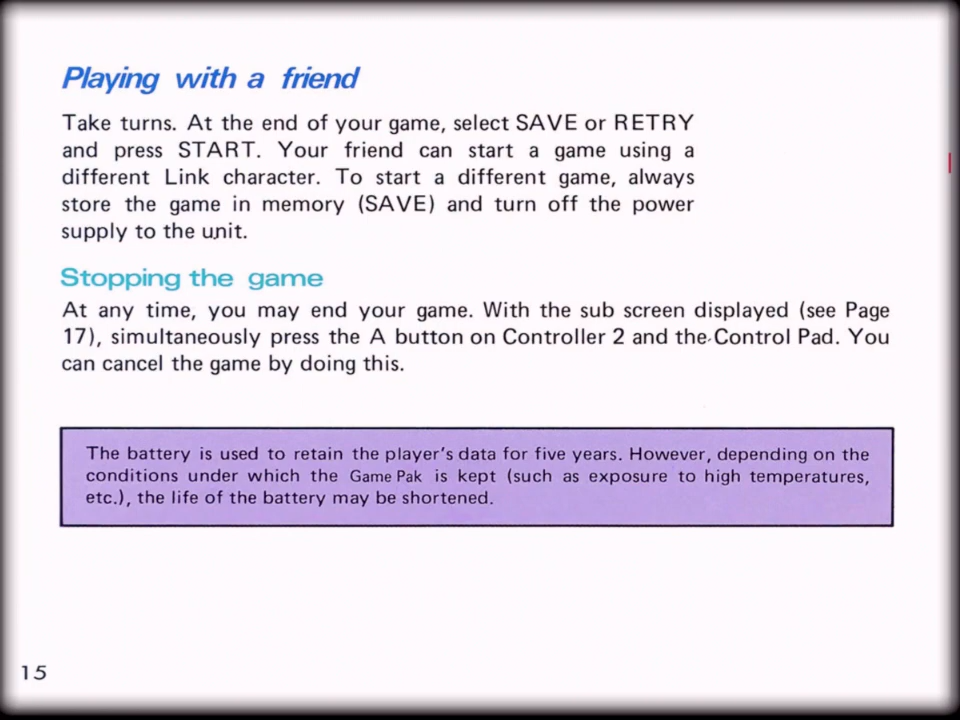 Playing with a friend
Take turns. At the end of your game, select SAVE or RETRY
and press START. Your friend can start a game using a
different Link character. To start a different game, always
store the game in memory (SAVE) and turn off the power
supply to the unit.
Stopping the game
At any time, you may end your game. With the sub screen displayed (see Page
17), simultaneously press the A button on Controller 2 and the Control Pad. You
can cancel the game by doing this.
The battery is used to retain the player's data for five years. However, depending on the
conditions under which the Game Pak is kept (such as exposure to high temperatures,
etc.), the life of the battery may be shortened.
15